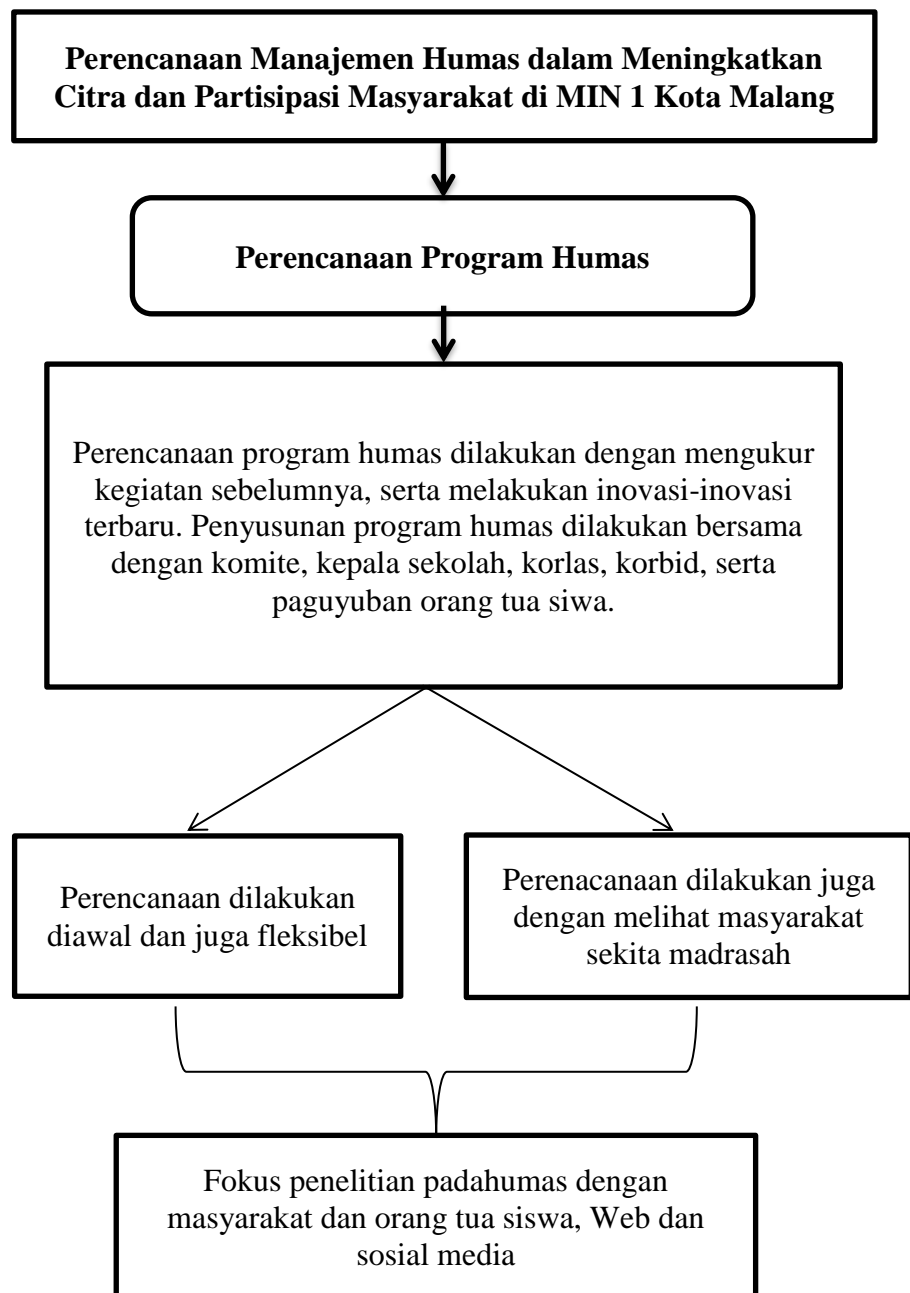 Perencanaan Manajemen Humas dalam Meningkatkan
Citra dan Partisipasi Masyarakat di MIN 1 Kota Malang
Perencanaan Program Humas
Perencanaan program humas dilakukan dengan mengukur
kegiatan sebelumnya, serta melakukan inovasi-inovasi
terbaru. Penyusunan program humas dilakukan bersama
dengan komite, kepala sekolah, korlas, korbid, serta
paguyuban orang tua siwa.
Perencanaan dilakukan
diawal dan juga fleksibel
Perenacanaan dilakukan juga
dengan melihat masyarakat
sekita madrasah
Fokus penelitian padahumas dengan
masyarakat dan orang tua siswa, Web dan
sosial media